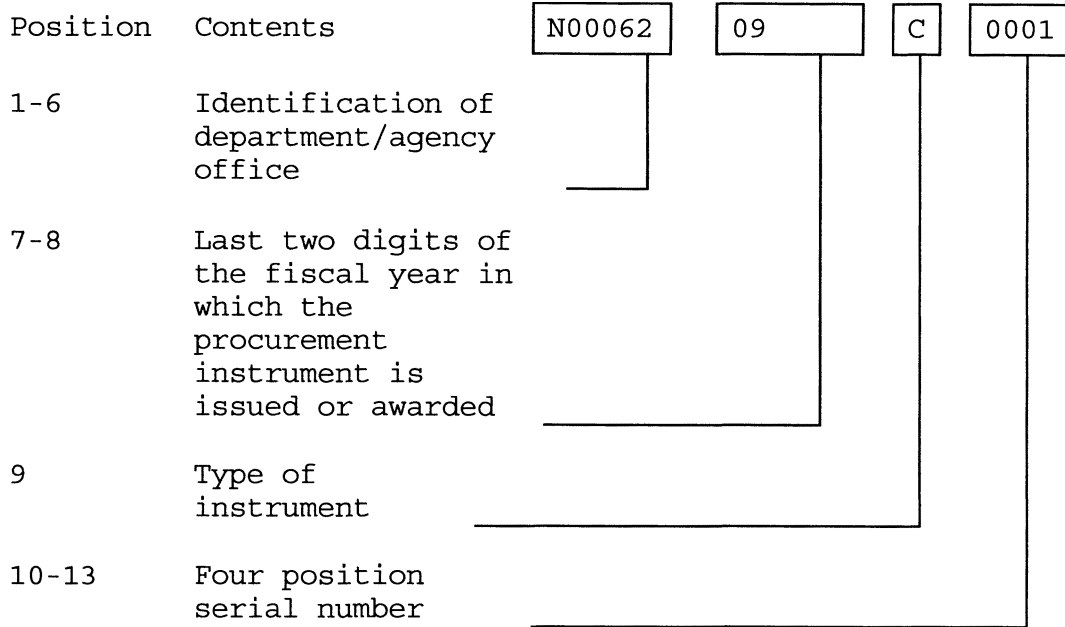 Position Contents N00062 09 C 0001
1-6 Identification of
department/agency
office
7-8 Last two digits of
the fiscal year in
which the
procurement
instrument is
issued or awarded
9 Type of
instrument
10-13 Four position
serial number